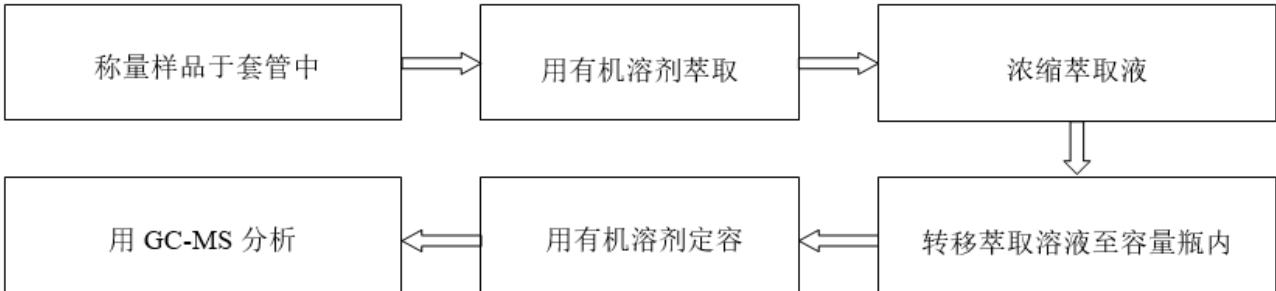 称量样品于套管中
用有机溶剂萃取
浓缩萃取液
转移萃取溶液至容量瓶内
用有机溶剂定容
用 GC-MS 分析